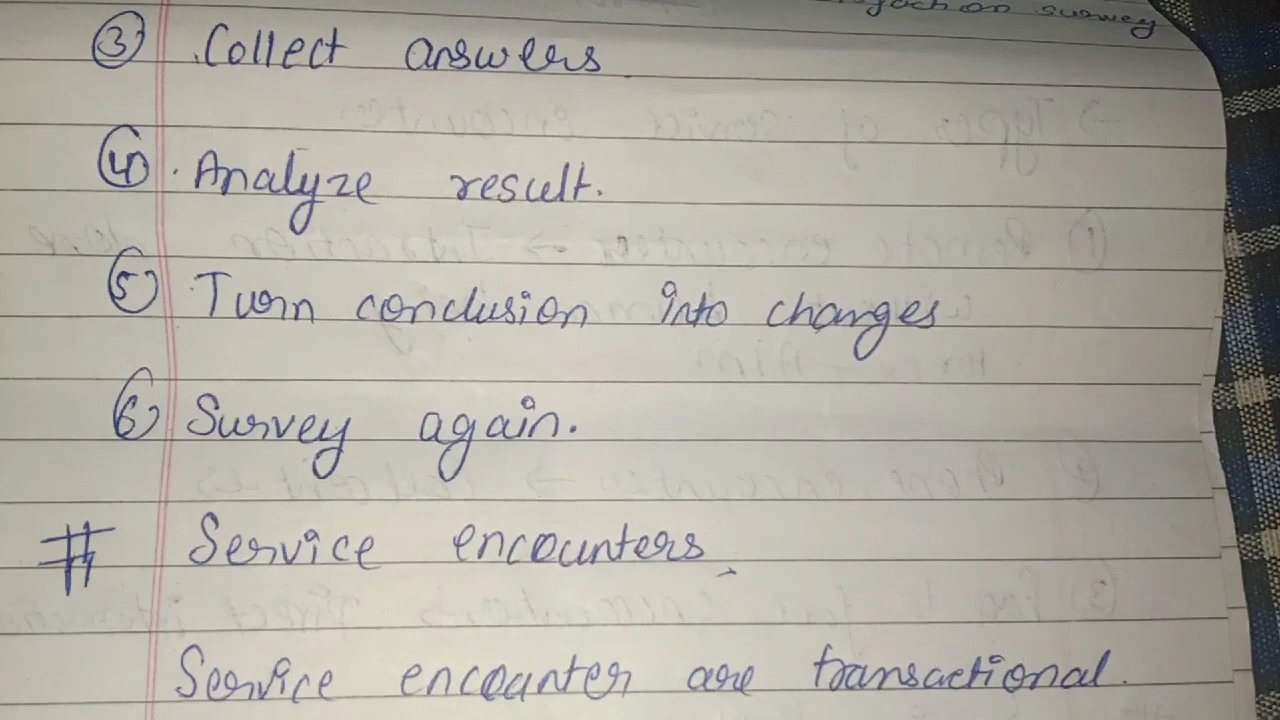 survey
③ Collect answers
④ Analyze result.
⑤ Turn conclusion into changes
⑥ Survey again.
# Service encounters
Service encounter are transactional.